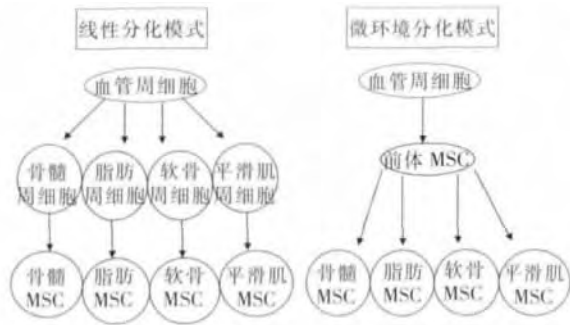 线性分化模式 微环境分化模式
血管周细胞 血管周细胞
前体 MSC
骨髓 脂肪 软骨 平滑肌
周细胞 周细胞 周细胞 周细胞
骨髓 脂肪 软骨 平滑肌 骨髓 脂肪 软骨 平滑肌
MSC MSC MSC MSC MSC MSC MSC MSC